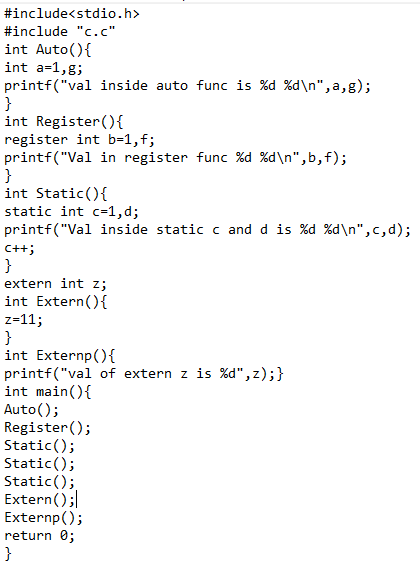 #include<stdio.h>
#include "c.c"
int Auto(){
int a=1,g;
printf("val inside auto func is %d %d\n",a,g);
}
int Register(){
register int b=1,f;
printf("Val in register func %d %d\n",b,f);
}
int Static(){
static int c=1,d;
printf("Val inside static c and d is %d %d\n",c,d);
c++;
}
extern int z;
int Extern(){
z=11;
}
int Externp(){
printf("val of extern z is %d",z);}
int main(){
Auto();
Register();
Static();
Static();
Static();
Extern();
Externp();
return 0;
}